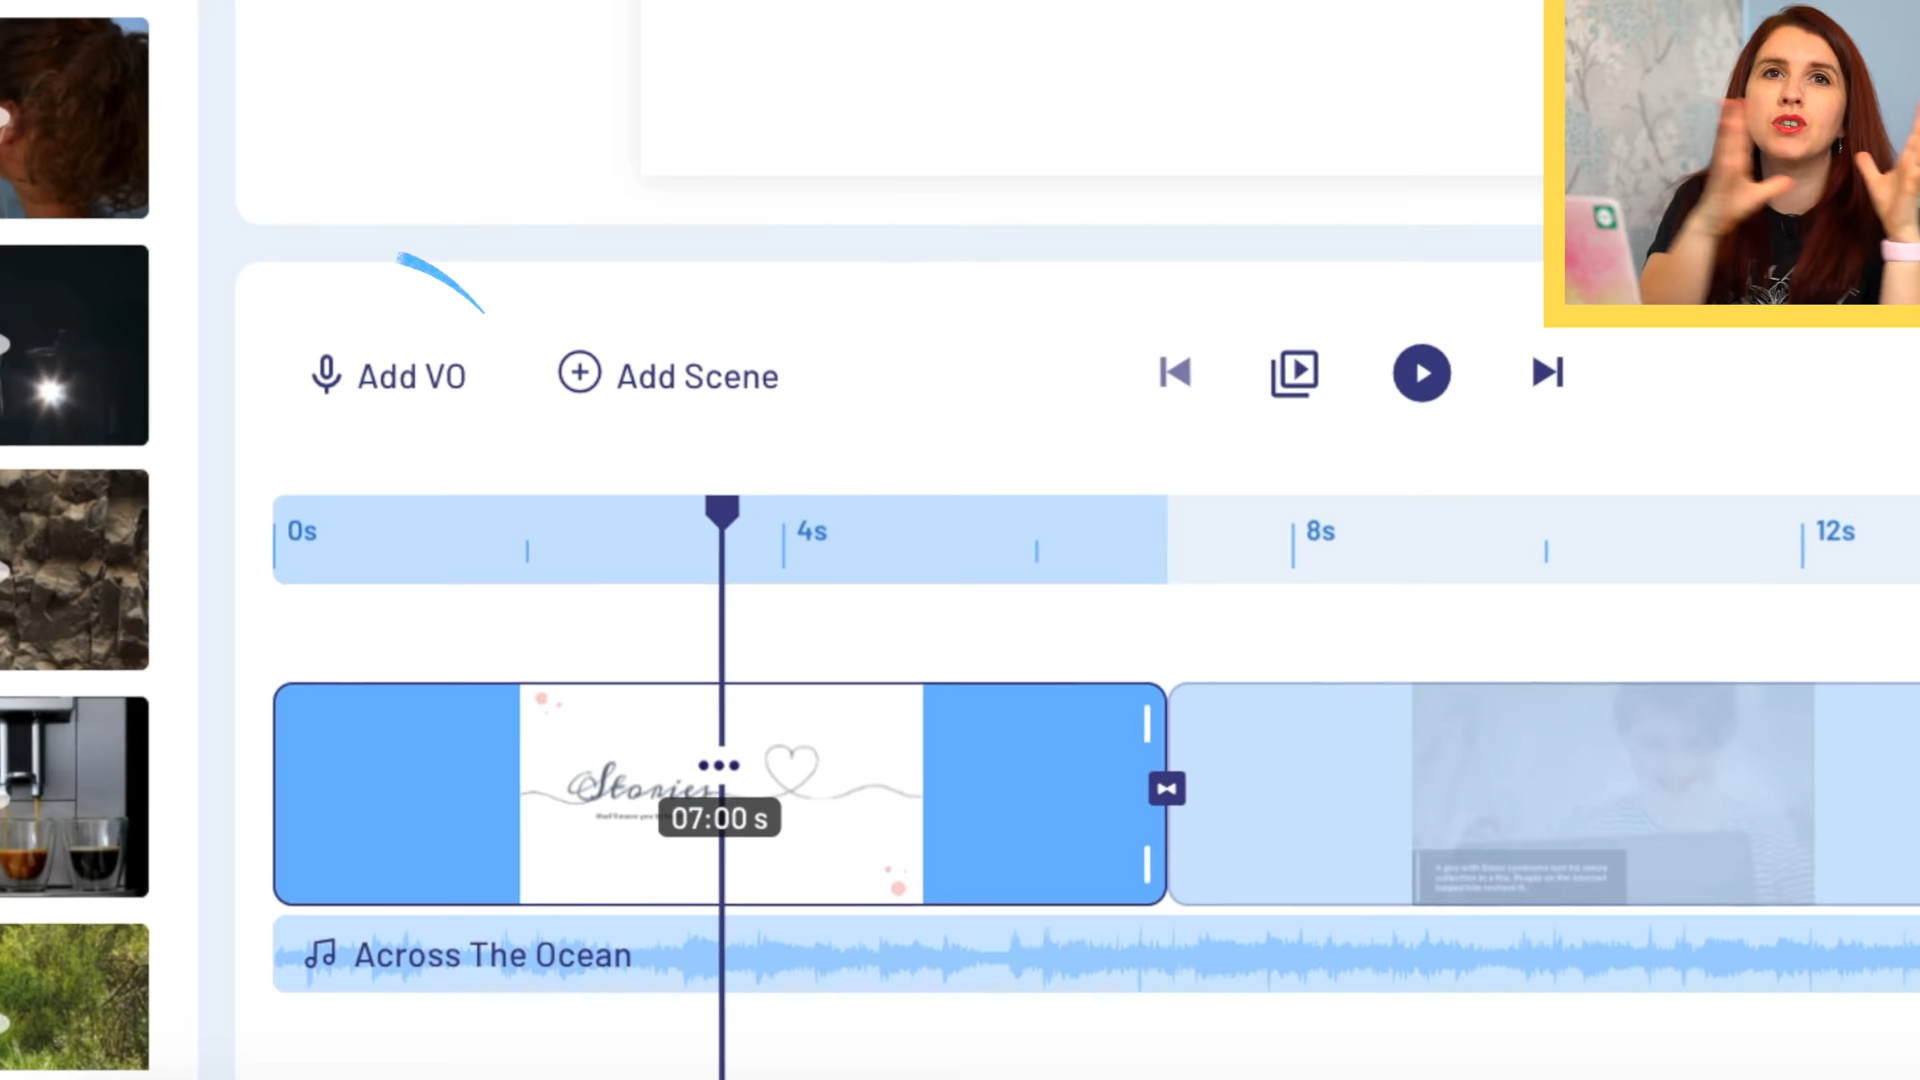 Add VO
Add Scene
0s
4s
8s
12s
Stories
07:00 s
Across The Ocean